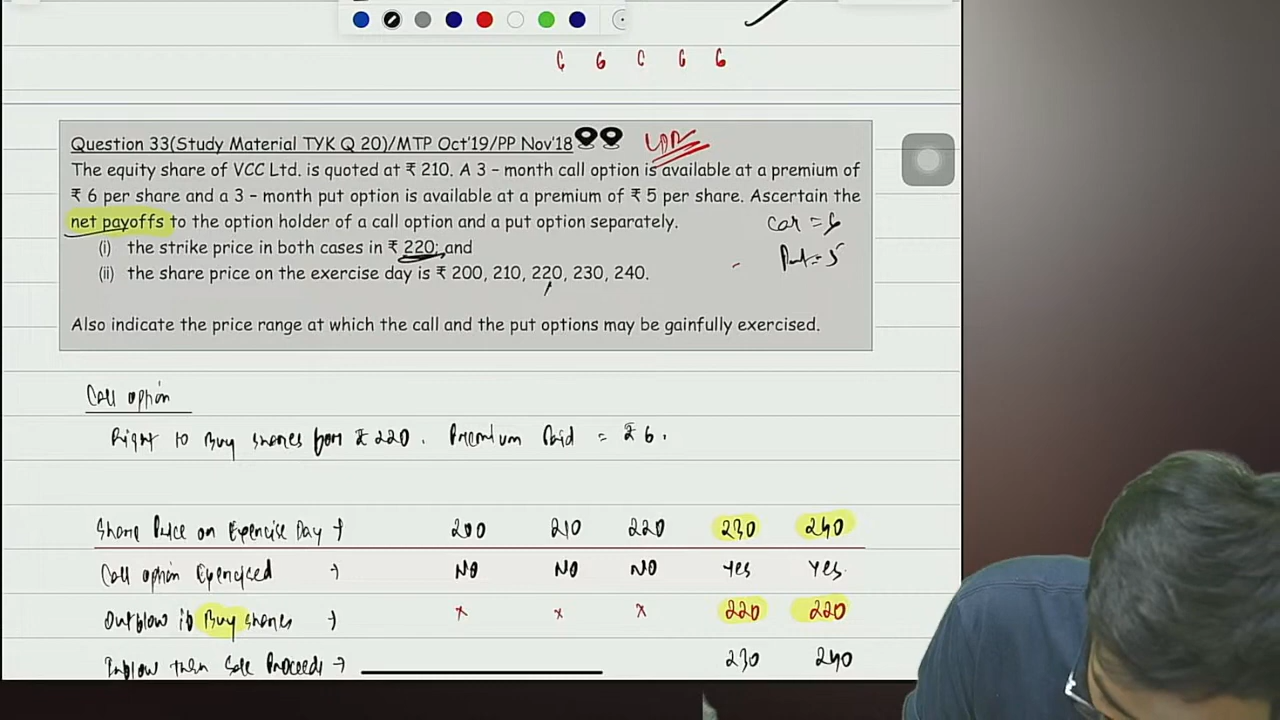 6 6 6 6 6
Question 33(Study Material TYK Q 20)/MTP Oct'19/PP Nov'18
The equity share of VCC Ltd. is quoted at ₹ 210. A 3 – month call option is available at a premium of
₹ 6 per share and a 3 – month put option is available at a premium of ₹ 5 per share. Ascertain the
net payoffs to the option holder of a call option and a put option separately.
Call = 6
(i) the strike price in both cases in ₹ 220; and
Put = 5
(ii) the share price on the exercise day is ₹ 200, 210, 220, 230, 240.
Also indicate the price range at which the call and the put options may be gainfully exercised.
Call option
Right to Buy shares for ₹ 220. Premium Paid = ₹ 6.
Share Price on Exercise Day → 200 210 220 230 240
Call option Exercised → NO NO NO Yes Yes.
Outflow to Buy shares → x x x 220 220
Inflow from Sale Proceeds → 230 240